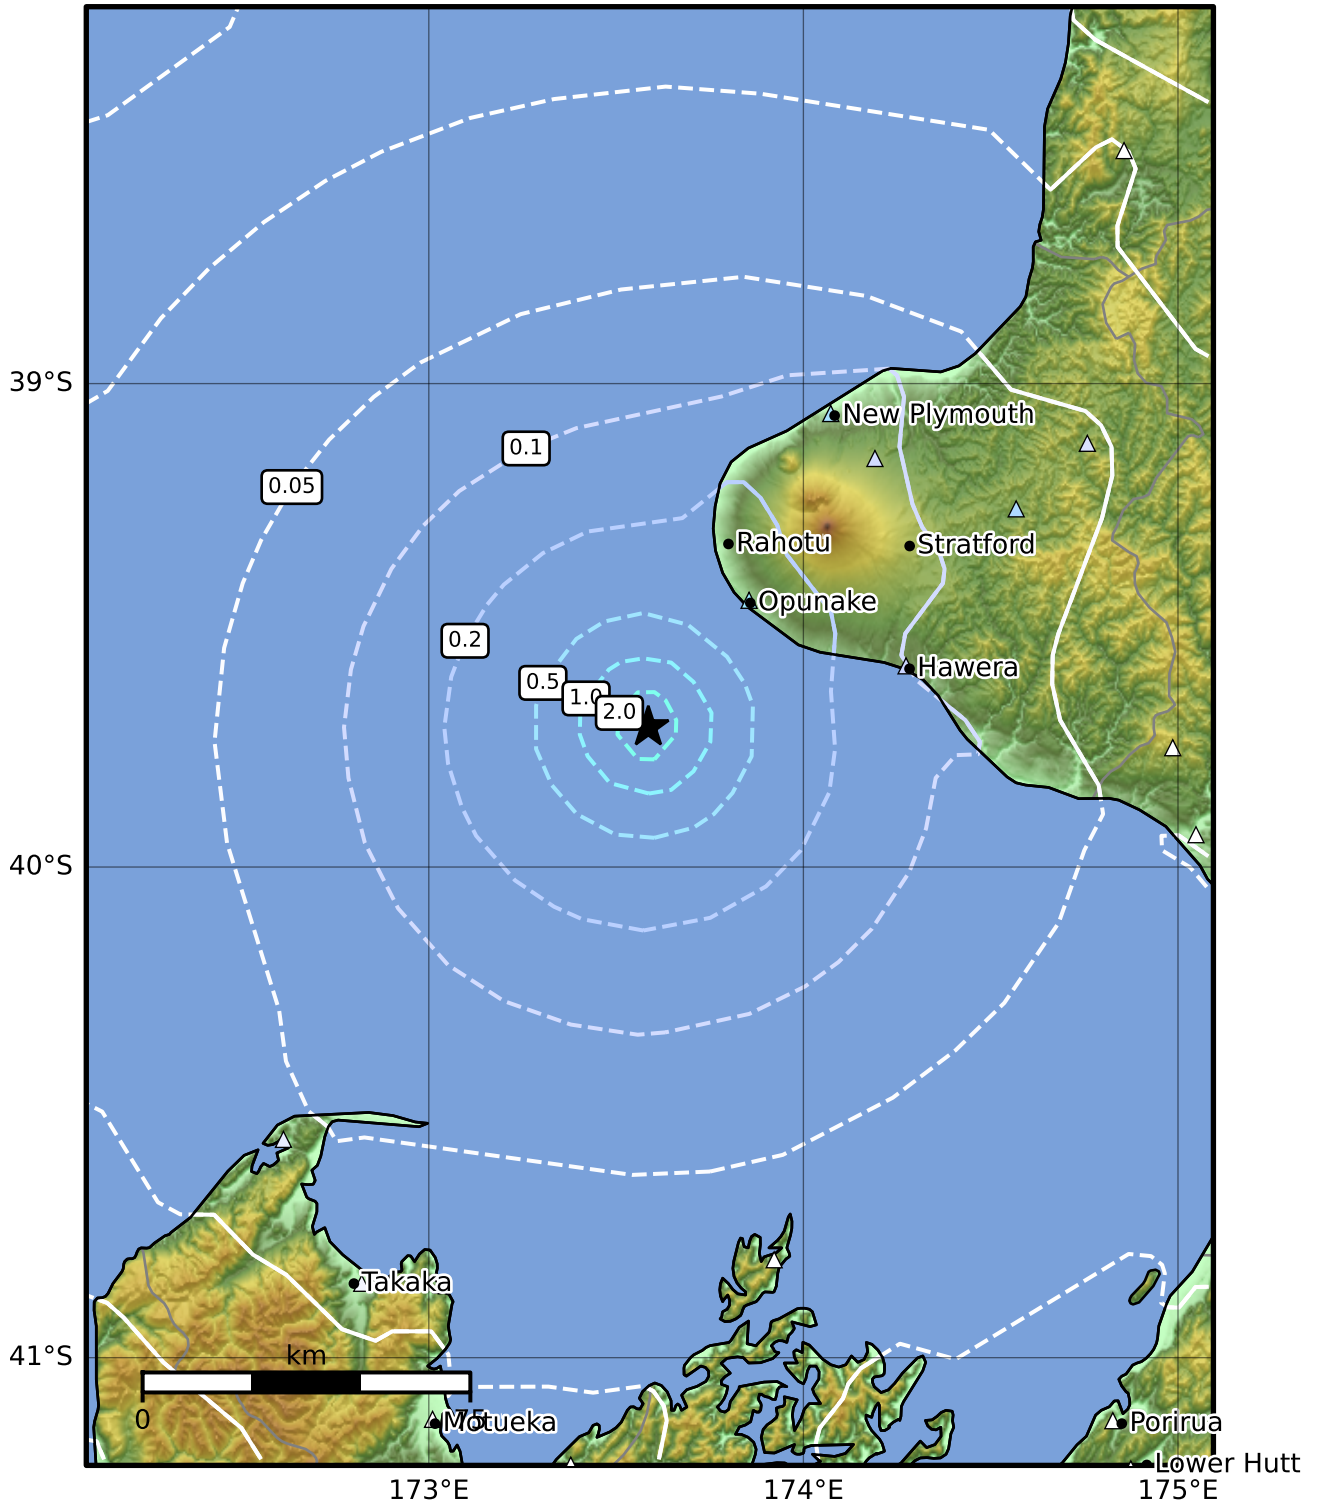 39°S
New Plymouth
0.1
0.05
Rahotu
Stratford
Opunake
0.2
Hawera
0.5
1.0
2.0
40°S
Takaka
41°S
km
0
75
Motueka
Porirua
Lower Hutt
173°E
174°E
175°E